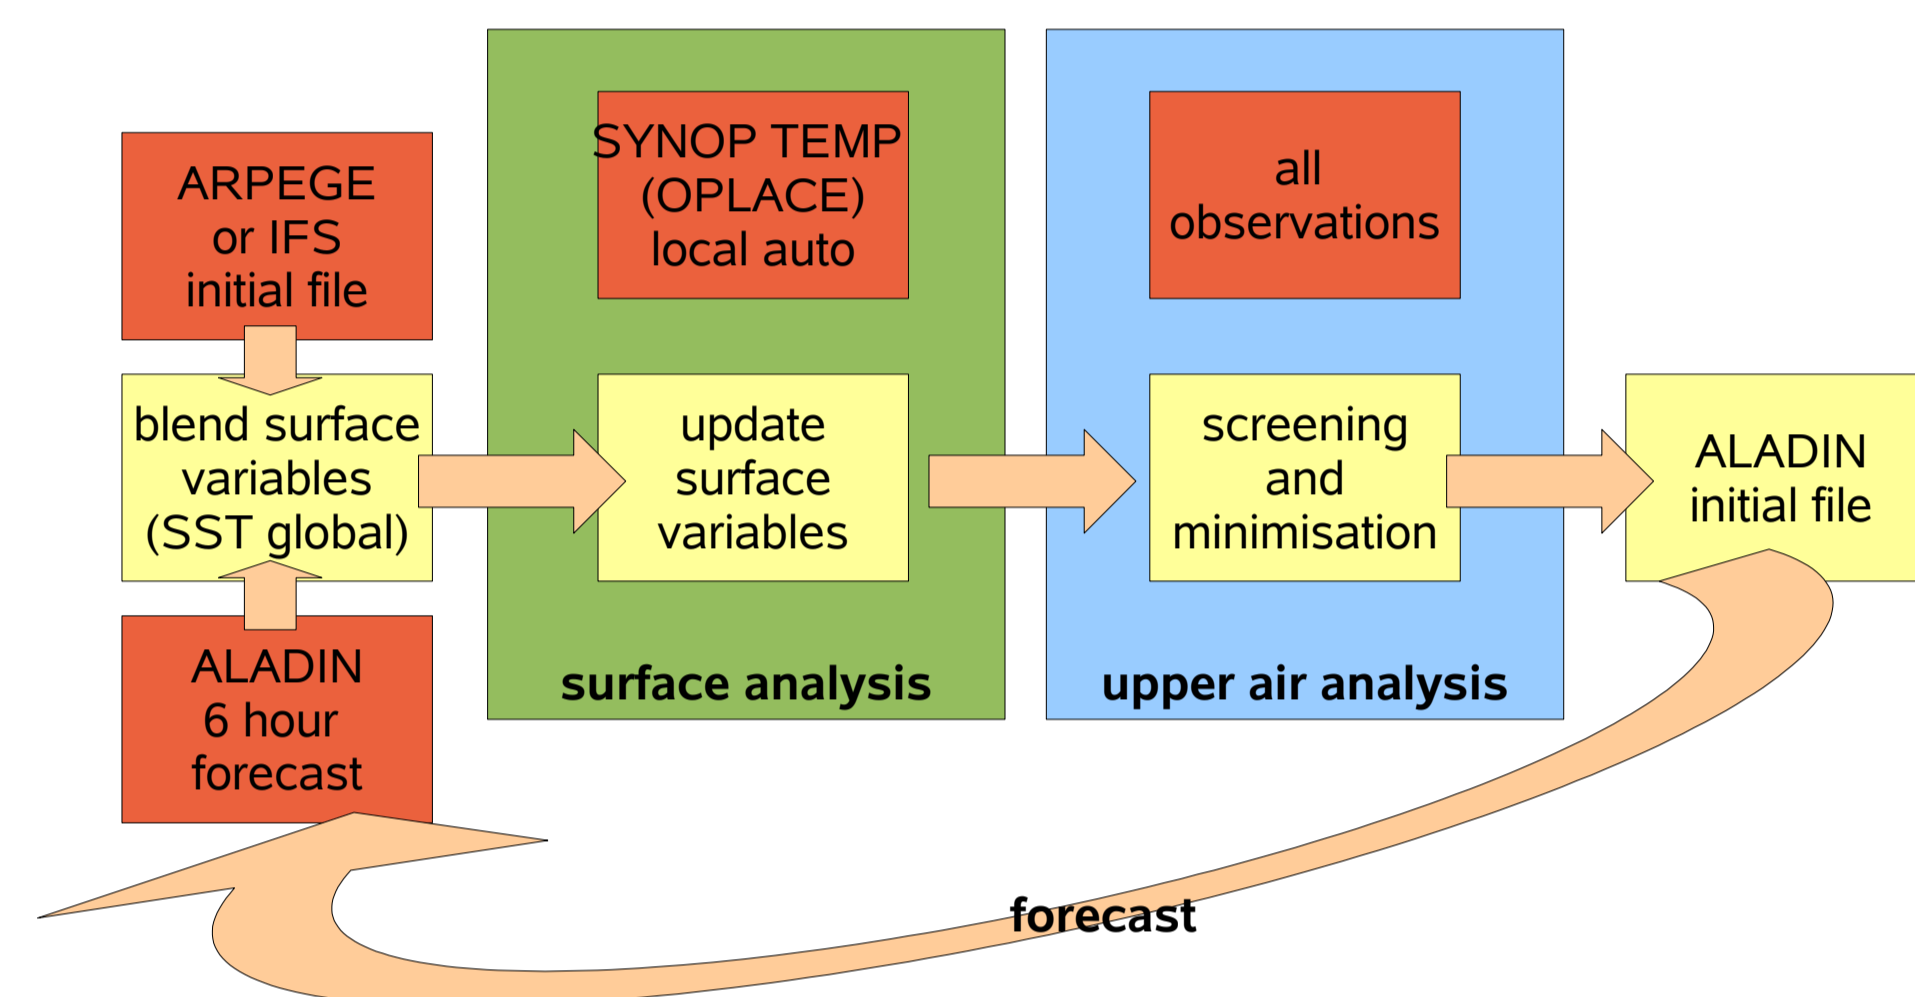 ARPEGE
or IFS
initial file
blend surface
variables
(SST global)
ALADIN
6 hour
forecast
SYNOP TEMP
(OPLACE)
local auto
update
surface
variables
surface analysis
all
observations
screening
and
minimisation
upper air analysis
ALADIN
initial file
forecast